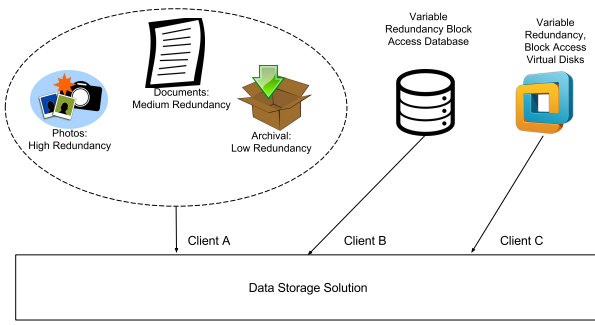 Variable
Redundancy Block
Access Database
Variable
Redundancy,
Block Access
Virtual Disks
Documents:
Medium Redundancy
Photos:
High Redundancy
Archival:
Low Redundancy
Client A
Client B
Client C
Data Storage Solution